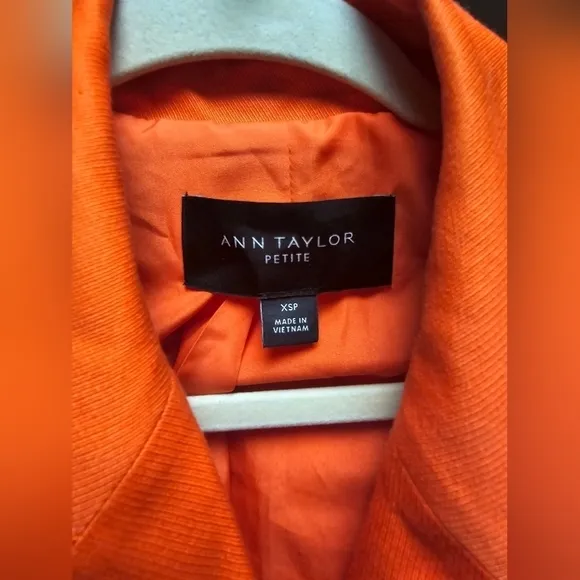 ANN TAYLOR
PETITE
XSP
MADE IN
VIETNAM